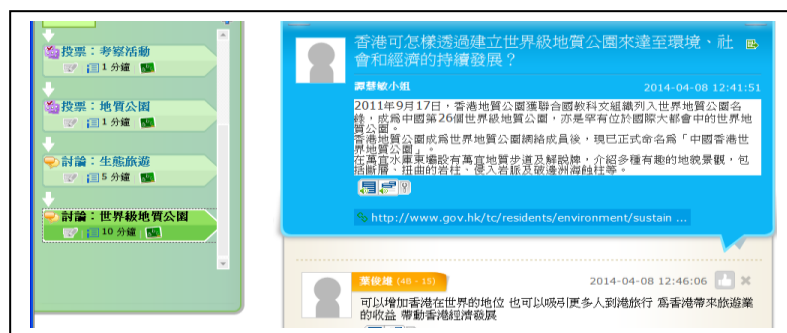 投票：考察活動
1 分鐘
投票：地質公園
1 分鐘
討論：生態旅遊
5 分鐘
討論：世界級地質公園
10 分鐘
香港可怎樣透過建立世界級地質公園來達至環境、社
會和經濟的持續發展？
譚慧敏小組
2014-04-08 12:41:51
2011年9月17日，香港地質公園獲聯合國教科文組織列入世界地質公園名
錄，成為中國第26個世界級地質公園，亦是罕有位於國際大都會中的世界地
質公園。
香港地質公園成為世界地質公園網絡成員後，現已正式命名為「中國香港世
界地質公園」。
在萬宜水庫東壩設有萬宜地質步道及解說牌，介紹多種有趣的地貌景觀，包
括斷層、扭曲的岩柱、侵入岩脈及破邊洲海蝕柱等。
http://www.gov.hk/tc/residents/environment/sustain ...
葉俊雄 (48 - 15)
2014-04-08 12:46:06
可以增加香港在世界的地位 也可以吸引更多人到港旅行 為香港帶來旅遊業
的收益 帶動香港經濟發展